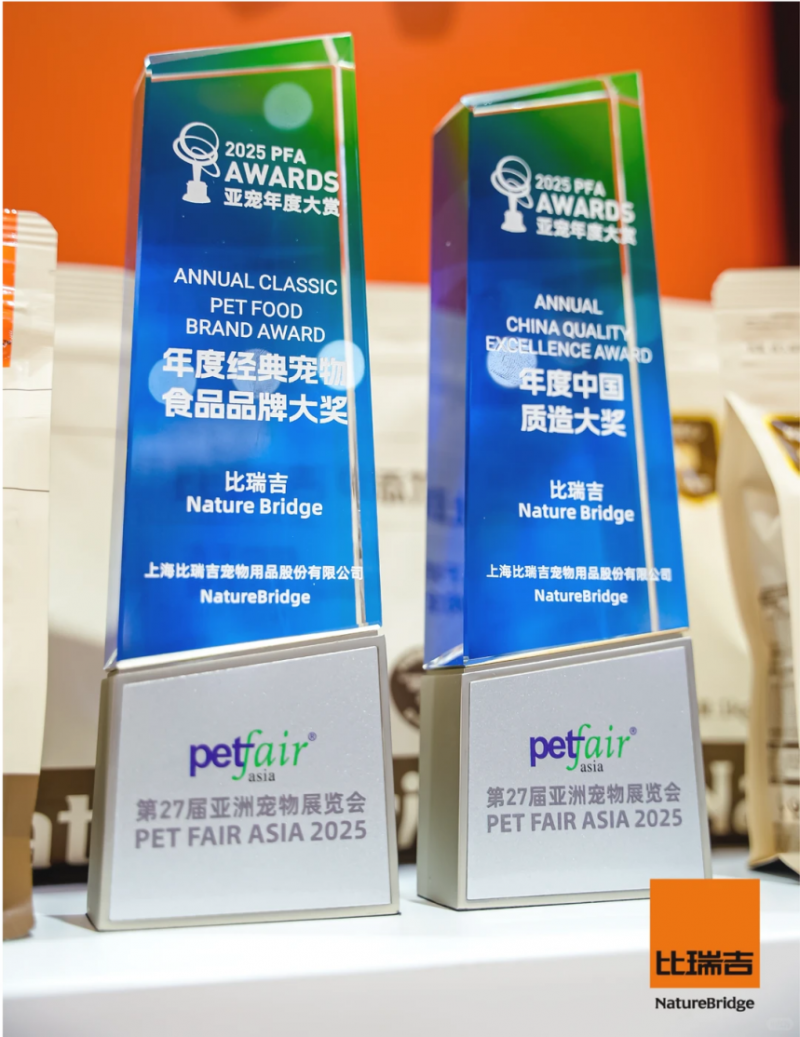 2025 PFA
AWARDS
亚宠年度大赏
ANNUAL CLASSIC
PET FOOD
BRAND AWARD
年度经典宠物
食品品牌大奖
比瑞吉
Nature Bridge
上海比瑞吉宠物用品股份有限公司
NatureBridge
petfair®
asia
第27届亚洲宠物展览会
PET FAIR ASIA 2025
2025 PFA
AWARDS
亚宠年度大赏
ANNUAL
CHINA QUALITY
EXCELLENCE AWARD
年度中国
质造大奖
比瑞吉
Nature Bridge
上海比瑞吉宠物用品股份有限公司
NatureBridge
petfair®
asia
第27届亚洲宠物展览会
PET FAIR ASIA 2025
比瑞吉
NatureBridge